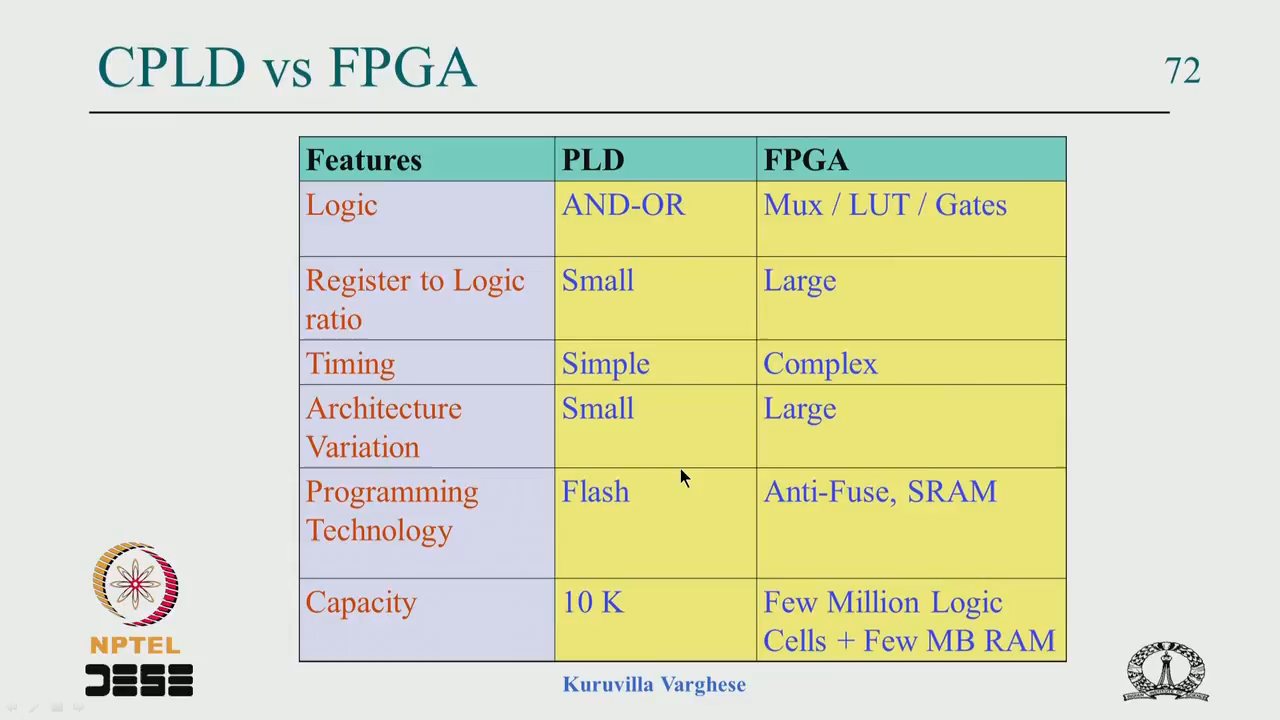 CPLD vs FPGA
72
Features PLD FPGA
Logic AND-OR Mux / LUT / Gates
Register to Logic ratio Small Large
Timing Simple Complex
Architecture Variation Small Large
Programming Technology Flash Anti-Fuse, SRAM
Capacity 10 K Few Million Logic Cells + Few MB RAM
NPTEL
DESE
Kuruvilla Varghese